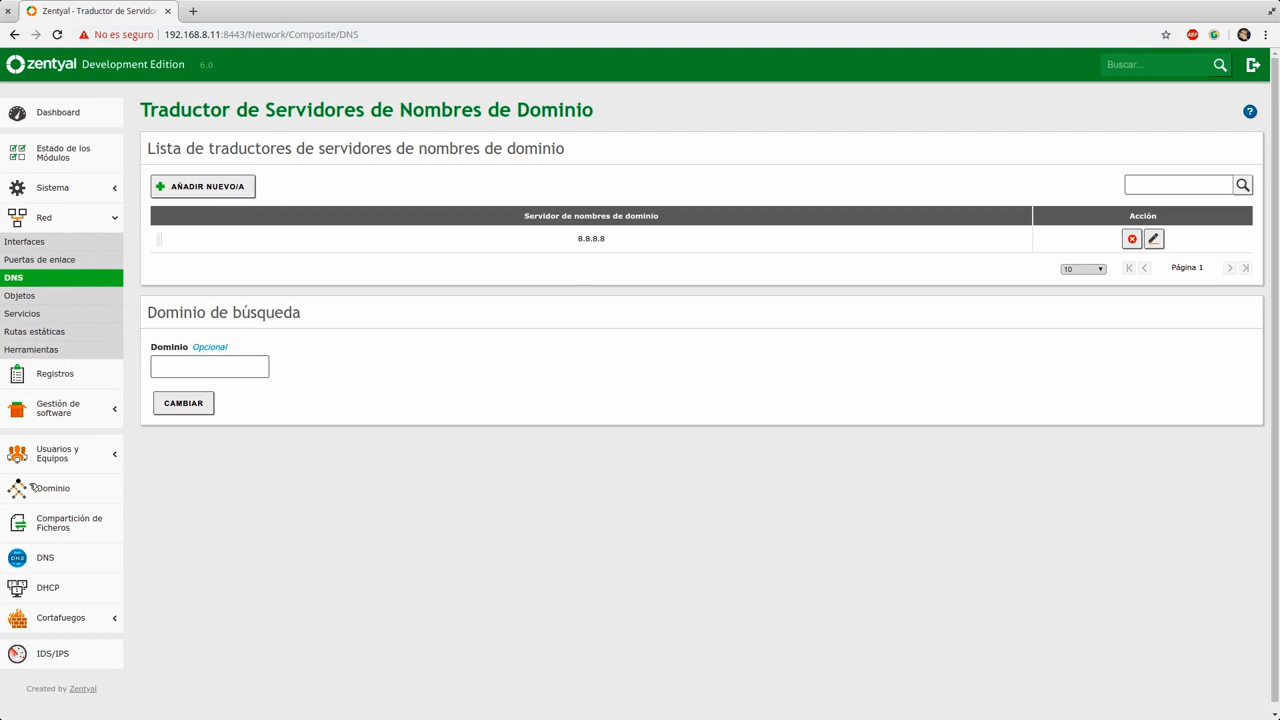 Zentyal - Traductor de Servidor
No es seguro
192.168.8.11:8443/Network/Composite/DNS
ABP
zentyal Development Edition 6.0
Buscar...
Dashboard
Estado de los
Módulos
Sistema
Red
Interfaces
Puertas de enlace
DNS
Objetos
Servicios
Rutas estáticas
Herramientas
Registros
Gestión de
software
Usuarios y
Equipos
Dominio
Compartición de
Ficheros
DNS
DHCP
Cortafuegos
IDS/IPS
Created by Zentyal
Traductor de Servidores de Nombres de Dominio
?
Lista de traductores de servidores de nombres de dominio
AÑADIR NUEVO/A
Servidor de nombres de dominio
Acción
8.8.8.8
10
Página 1
Dominio de búsqueda
Dominio Opcional
CAMBIAR